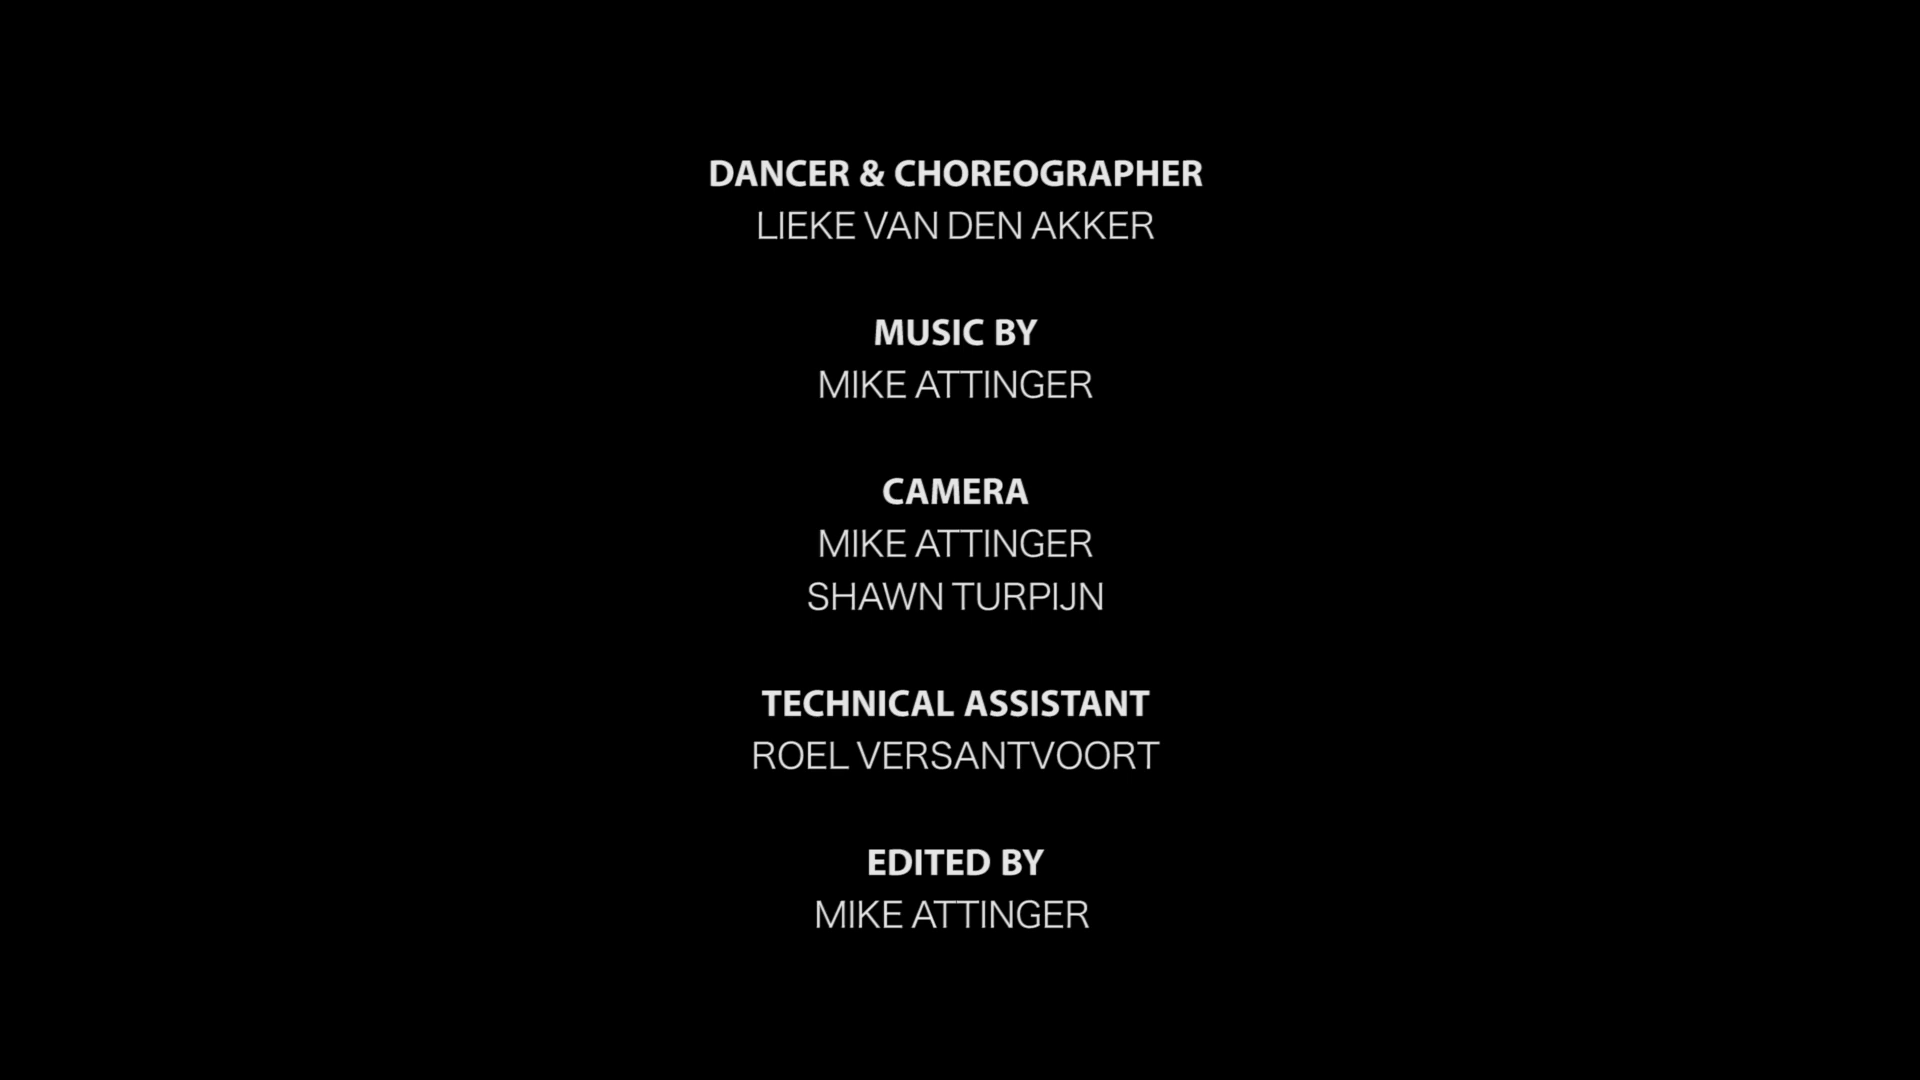 DANCER & CHOREOGRAPHER
LIEKE VAN DEN AKKER
MUSIC BY
MIKE ATTINGER
CAMERA
MIKE ATTINGER
SHAWN TURPIJN
TECHNICAL ASSISTANT
ROEL VERSANTVOORT
EDITED BY
MIKE ATTINGER